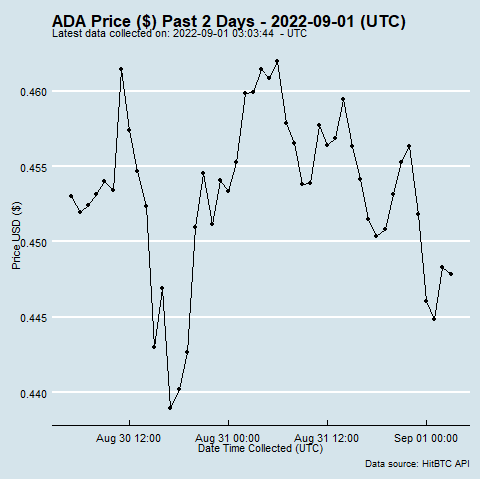 ADA Price ($) Past 2 Days - 2022-09-01 (UTC)
Latest data collected on: 2022-09-01 03:03:44  - UTC
0.460
0.455
0.450
0.445
0.440
Price USD ($)
Aug 30 12:00
Aug 31 00:00
Aug 31 12:00
Sep 01 00:00
Date Time Collected (UTC)
Data source: HitBTC API